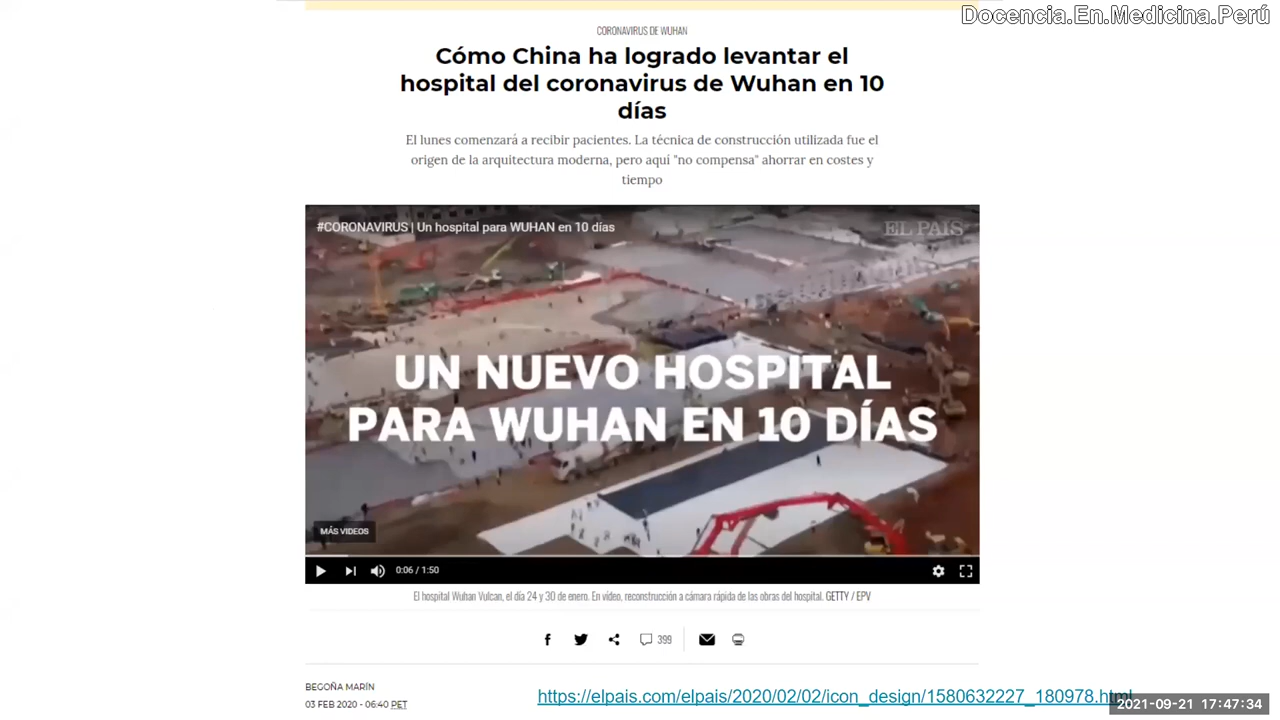 Docencia.En.Medicina.Perú
CORONAVIRUS DE WUHAN
Cómo China ha logrado levantar el
hospital del coronavirus de Wuhan en 10
días
El lunes comenzará a recibir pacientes. La técnica de construcción utilizada fue el
origen de la arquitectura moderna, pero aquí "no compensa" ahorrar en costes y
tiempo
#CORONAVIRUS | Un hospital para WUHAN en 10 días
EL PAÍS
UN NUEVO HOSPITAL
PARA WUHAN EN 10 DÍAS
MÁS VIDEOS
0:06 / 1:50
El hospital Wuhan Vulcan, el día 24 y 30 de enero. En vídeo, reconstrucción a cámara rápida de las obras del hospital. GETTY / EPV
399
BEGOÑA MARÍN
03 FEB 2020 - 06:40 PET
https://elpais.com/elpais/2020/02/02/icon_design/1580632227_180978.html
2021-09-21 17:47:34